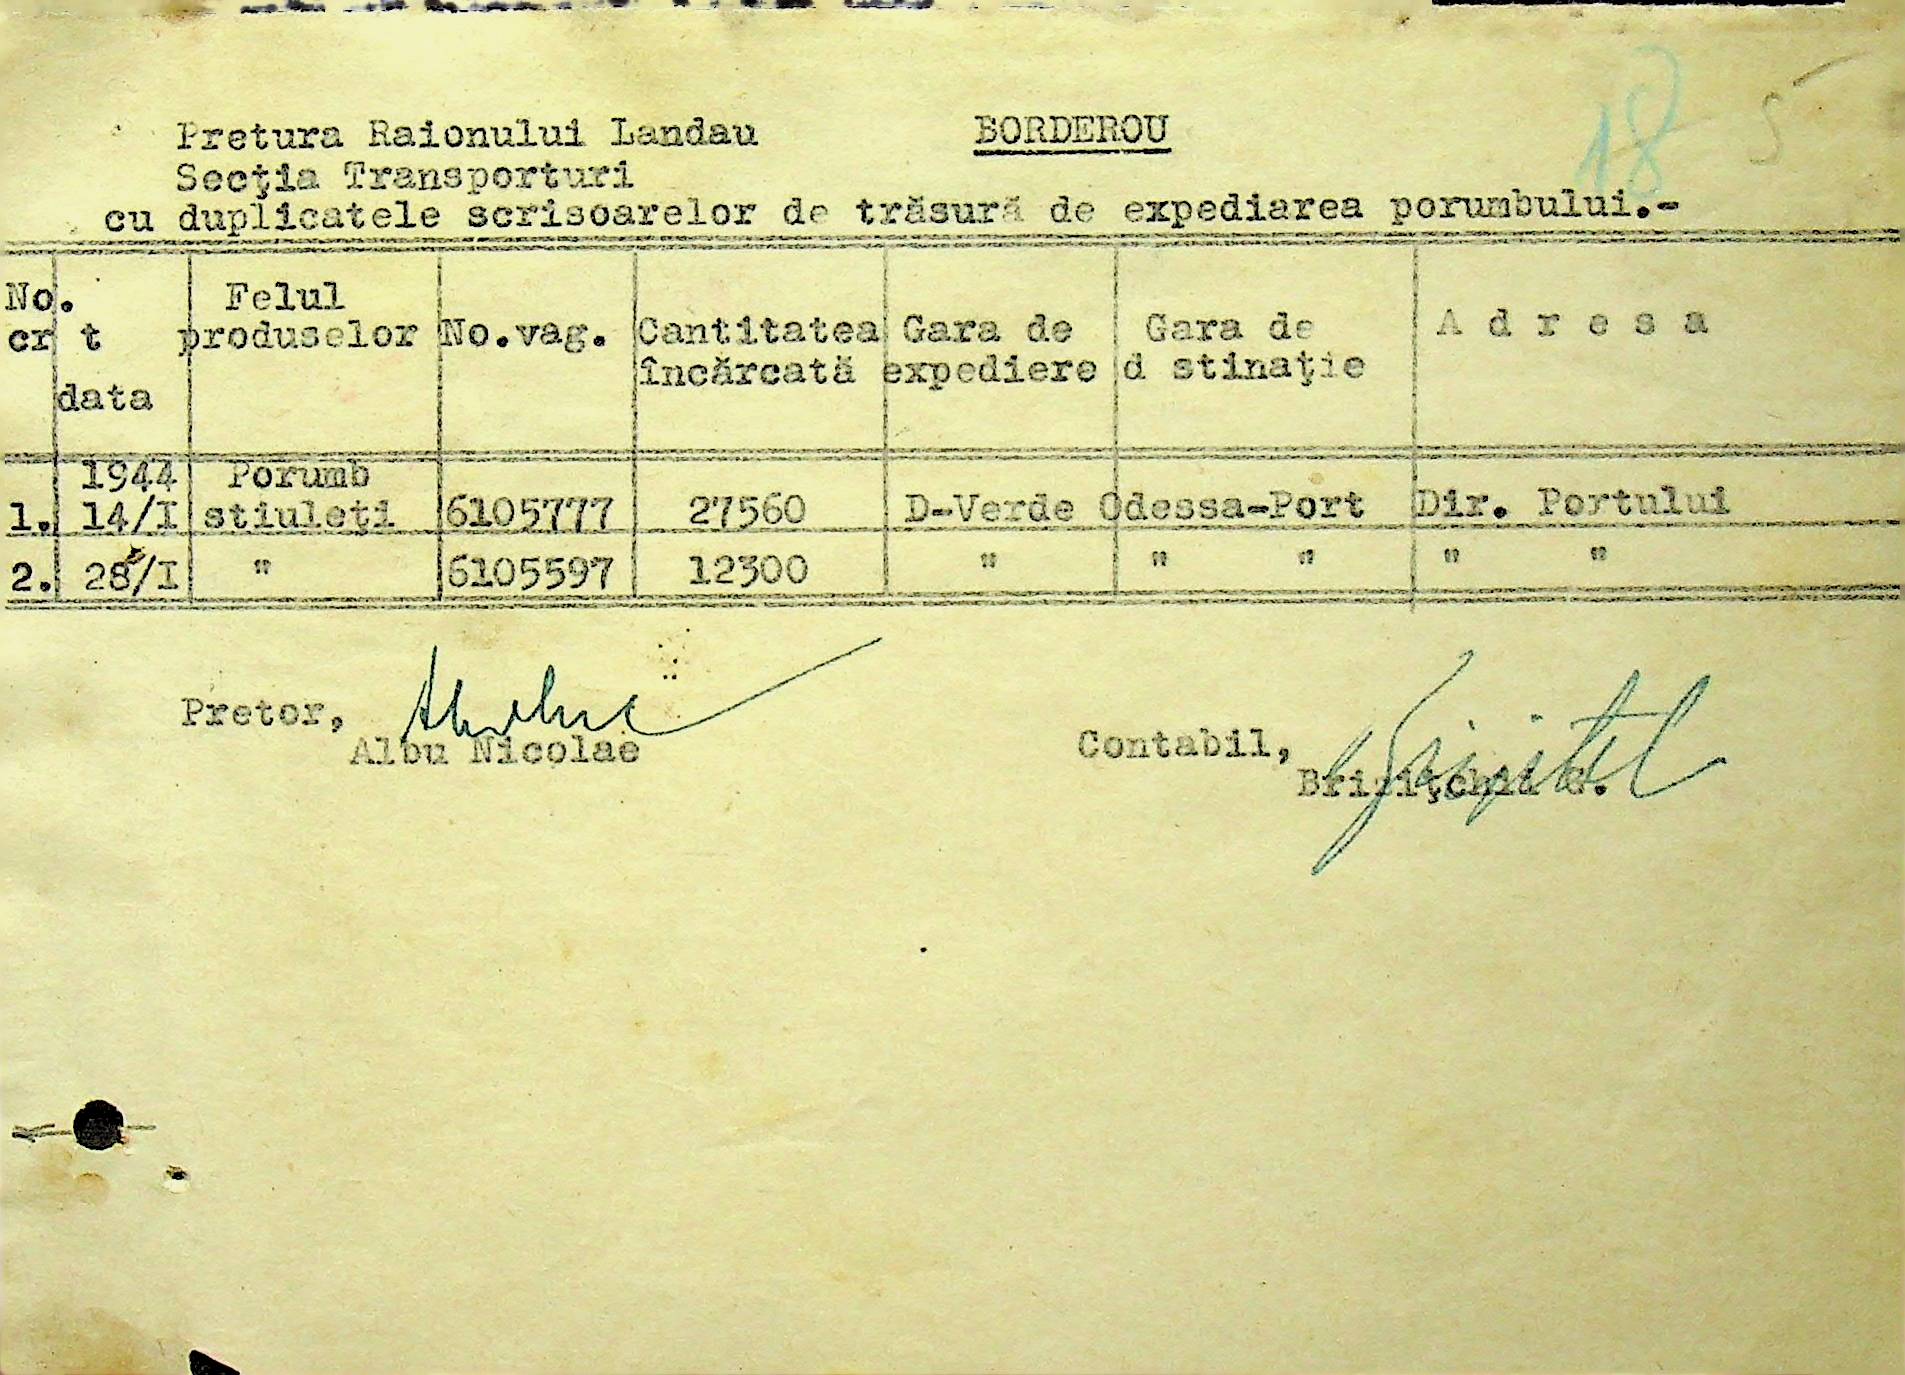 18 5
Pretura Raionului Landau BORDEROU
Secţia Transporturi
cu duplicatele scrisoarelor de trăsură de expediarea porumbului.-
No. Felul
cr t produselor No.vag. Cantitatea Gara de Gara de A d r e s a
încărcată expediere d stinaţie
data
1944 Porumb
1. 14/I stiuleţi 6105777 27560 D-Verde Odessa-Port Dir. Portului
2. 28/I " 6105597 12300 " " " " "
Pretor,
Albu Nicolae
Contabil,